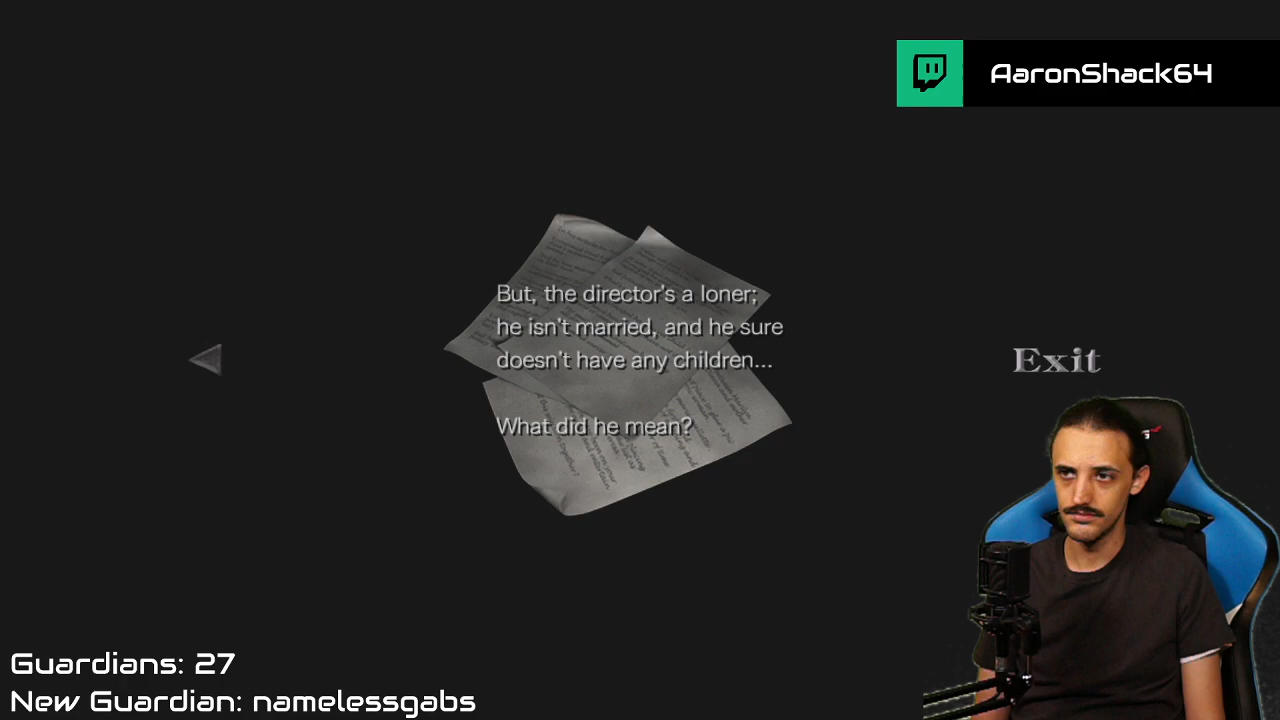 AaronShack64
But, the director's a loner;
he isn't married, and he sure
doesn't have any children...
What did he mean?
Exit
Guardians: 27
New Guardian: namelessgabs